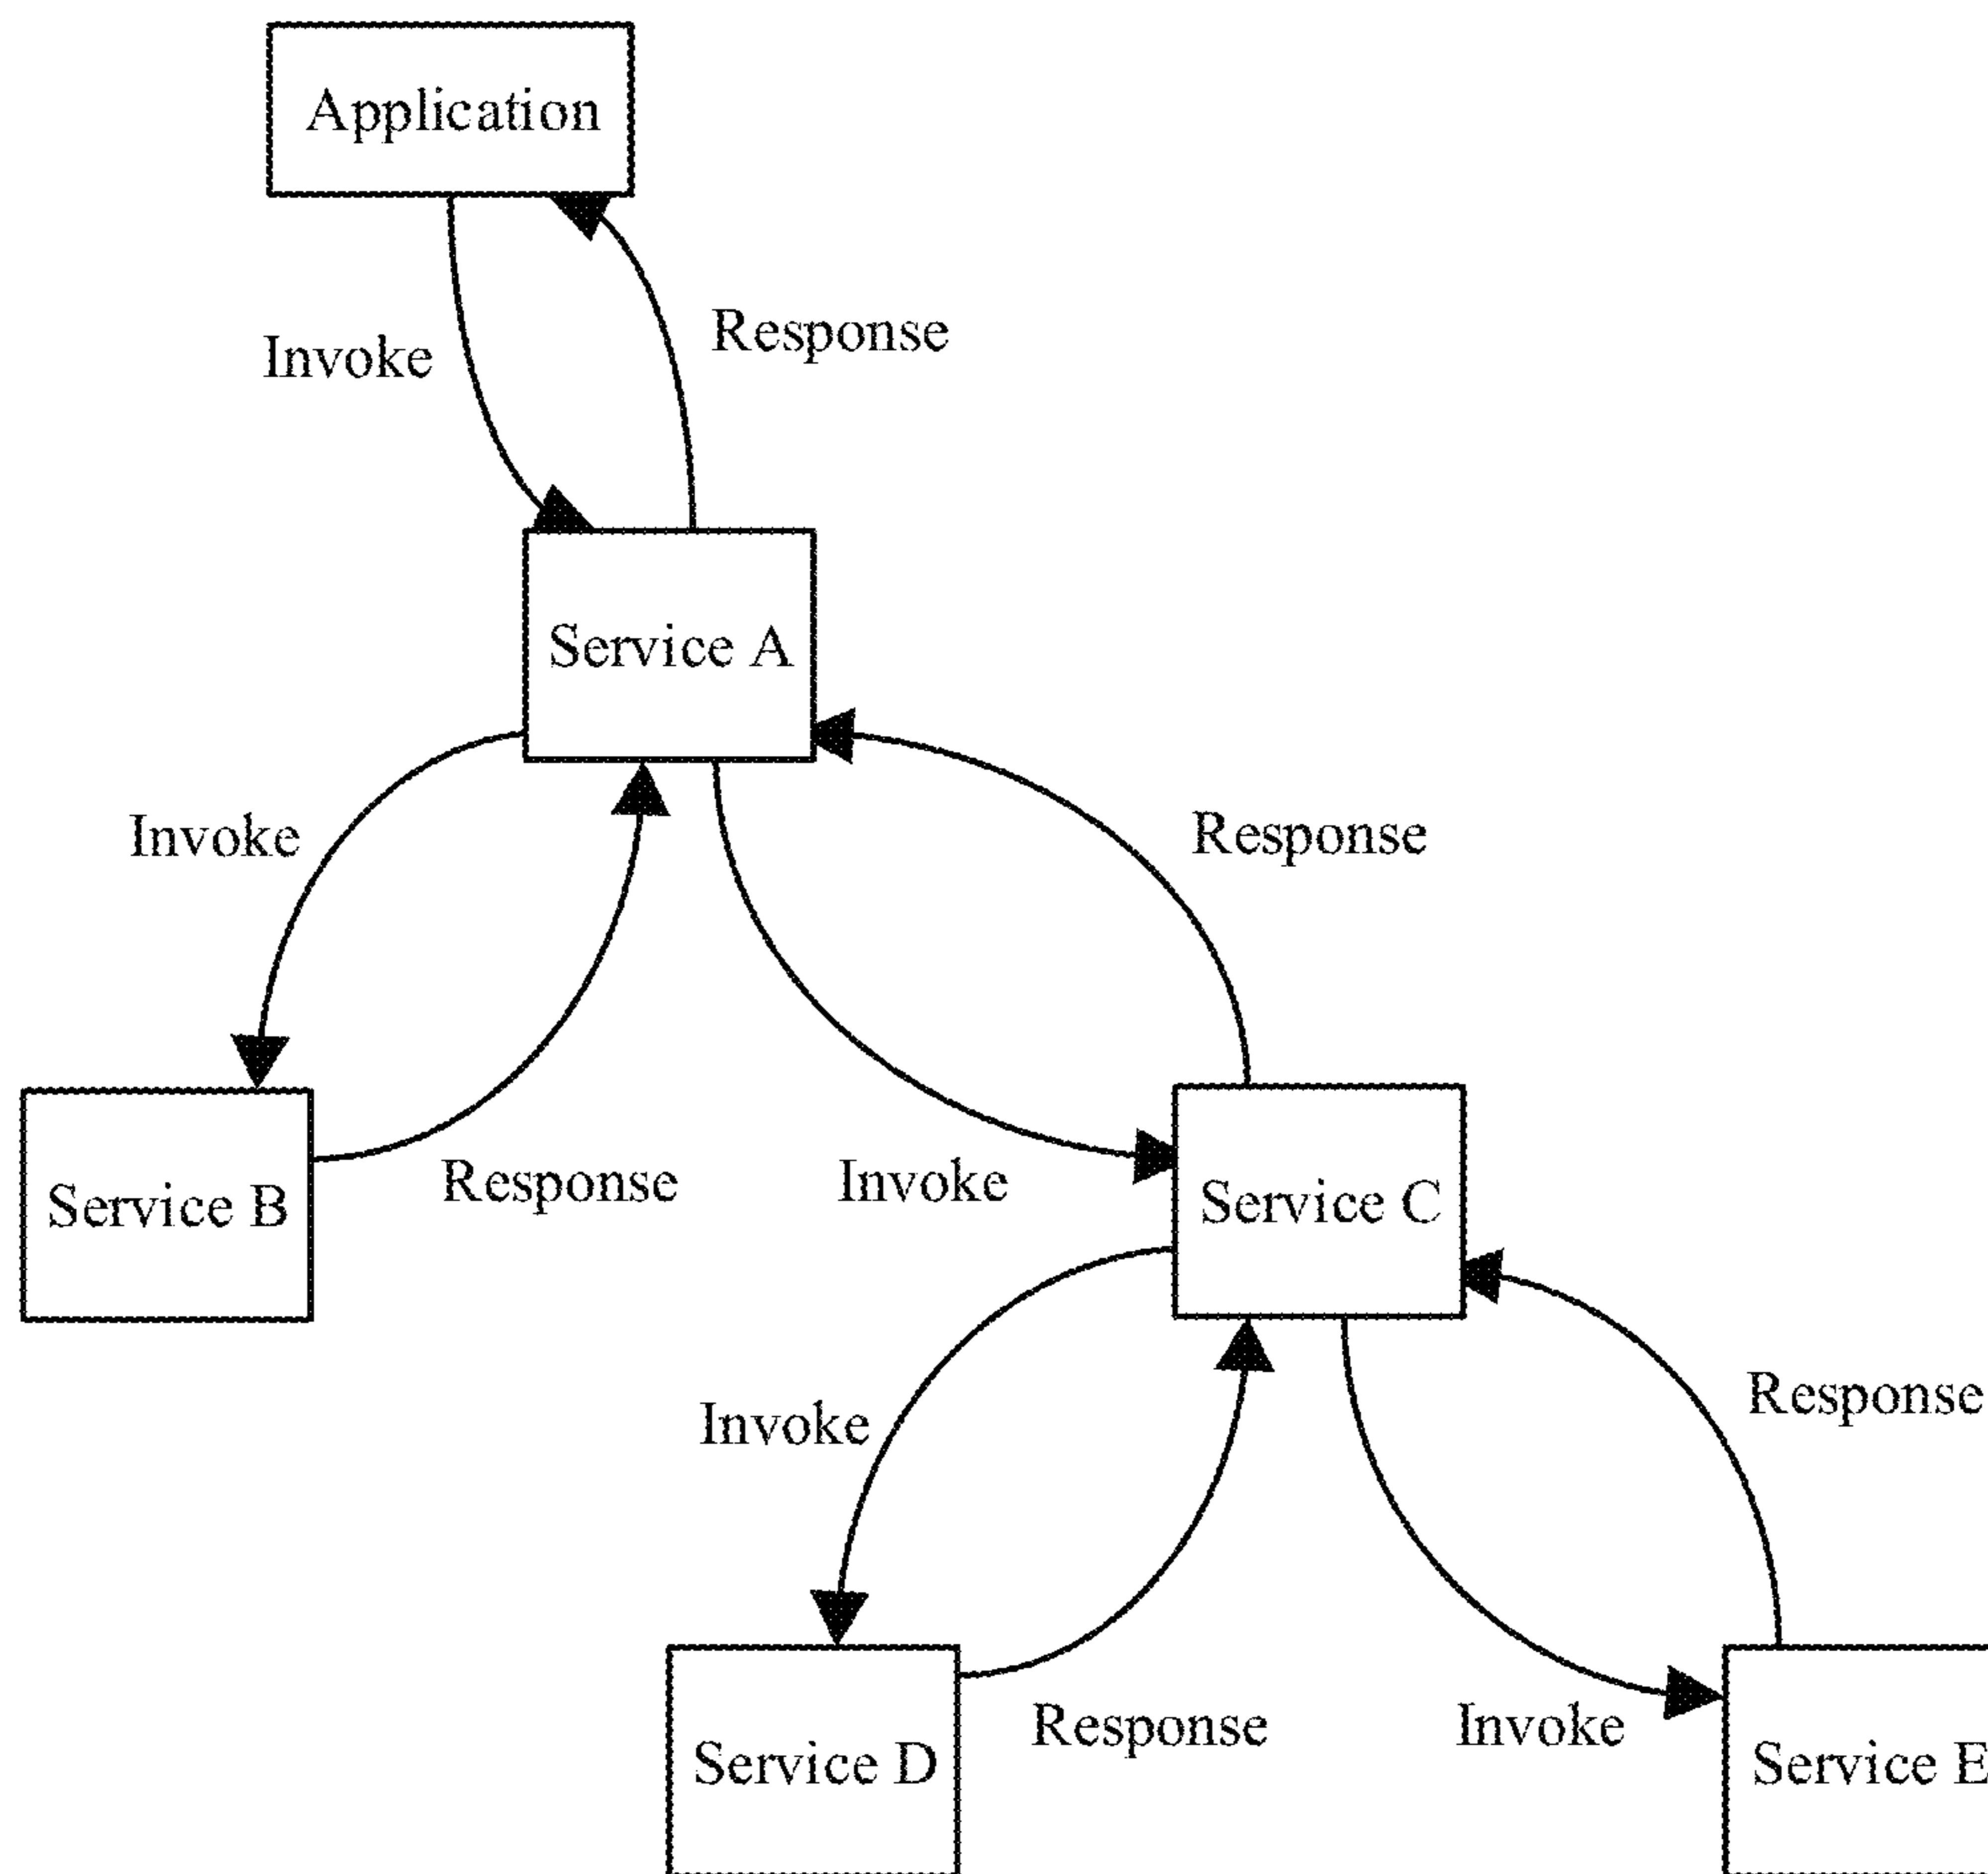 Application
Response
Invoke
Service A
Invoke
Response
Response
Invoke
Service B
Service C
Response
Invoke
Response
Invoke
Service D
Service E